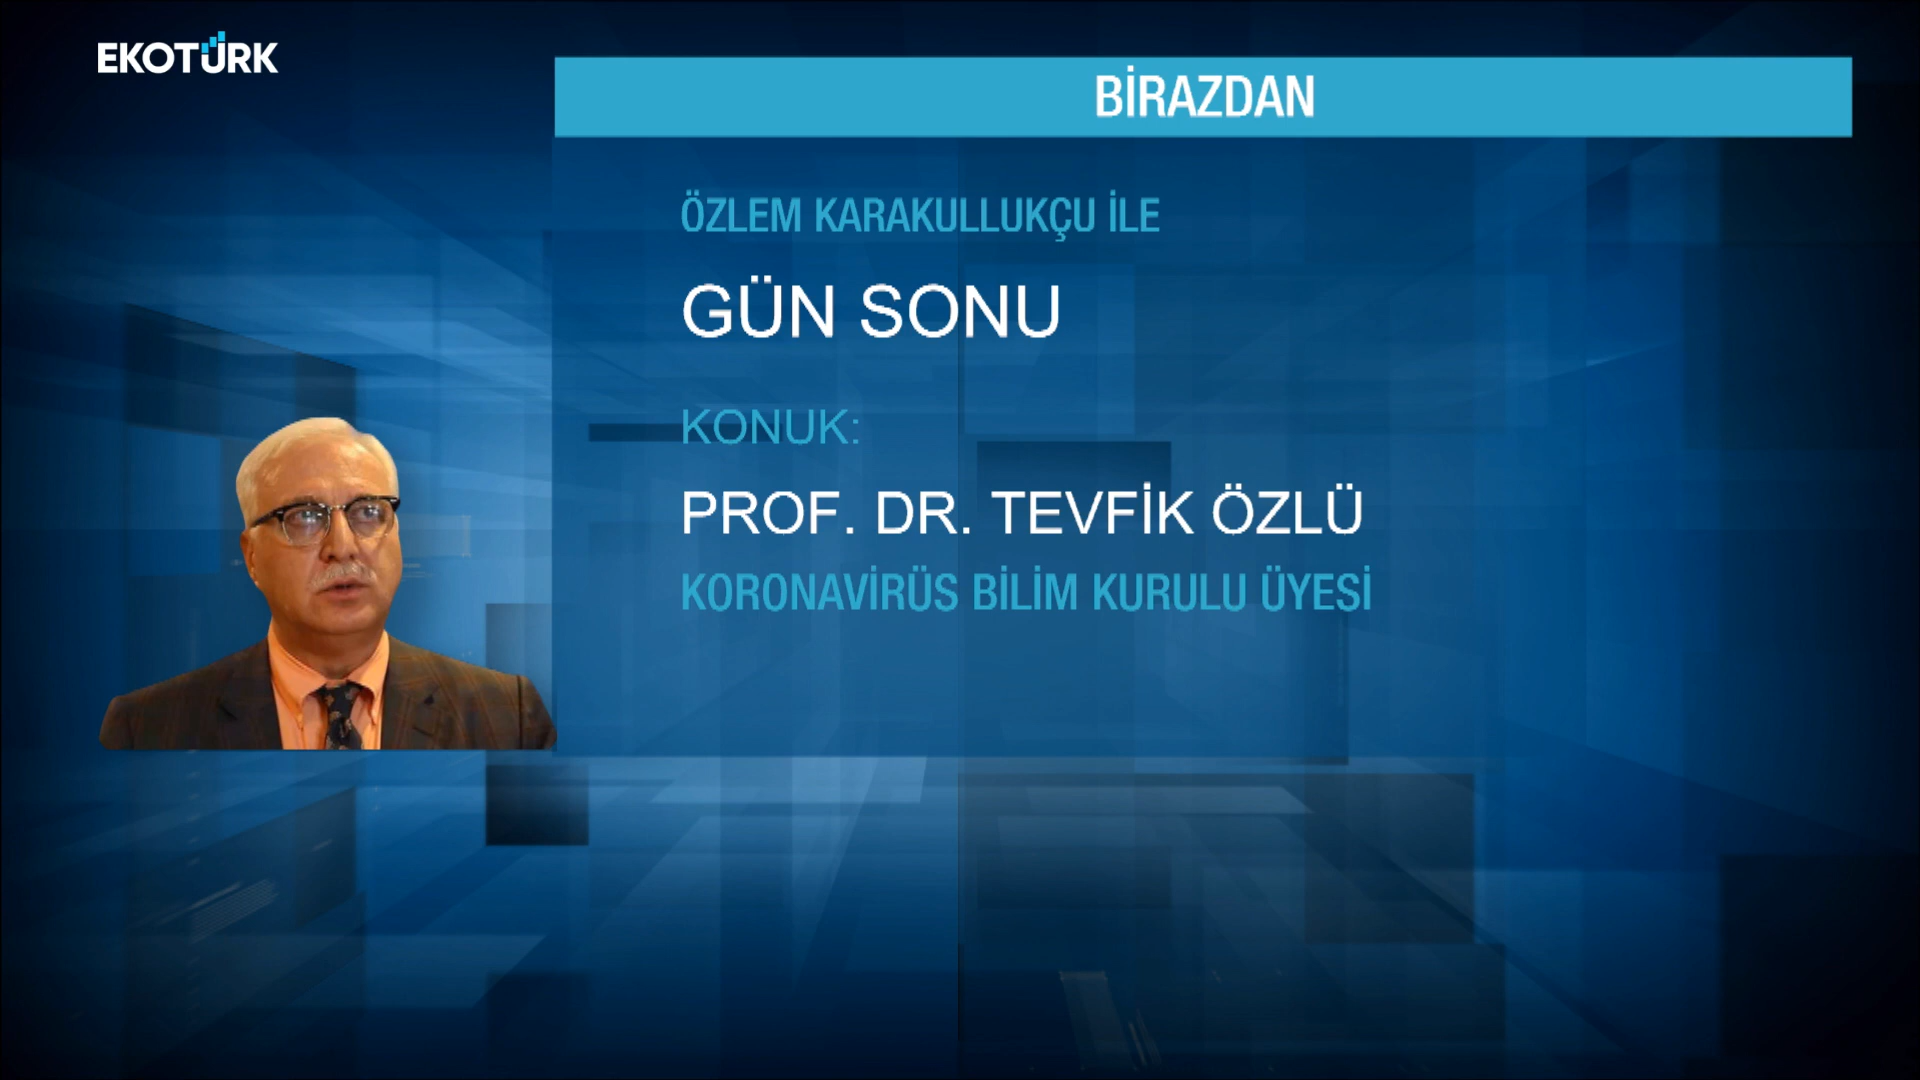 EKOTÜRK
BİRAZDAN
ÖZLEM KARAKULLUKÇU İLE
GÜN SONU
KONUK:
PROF. DR. TEVFİK ÖZLÜ
KORONAVİRÜS BİLİM KURULU ÜYESİ